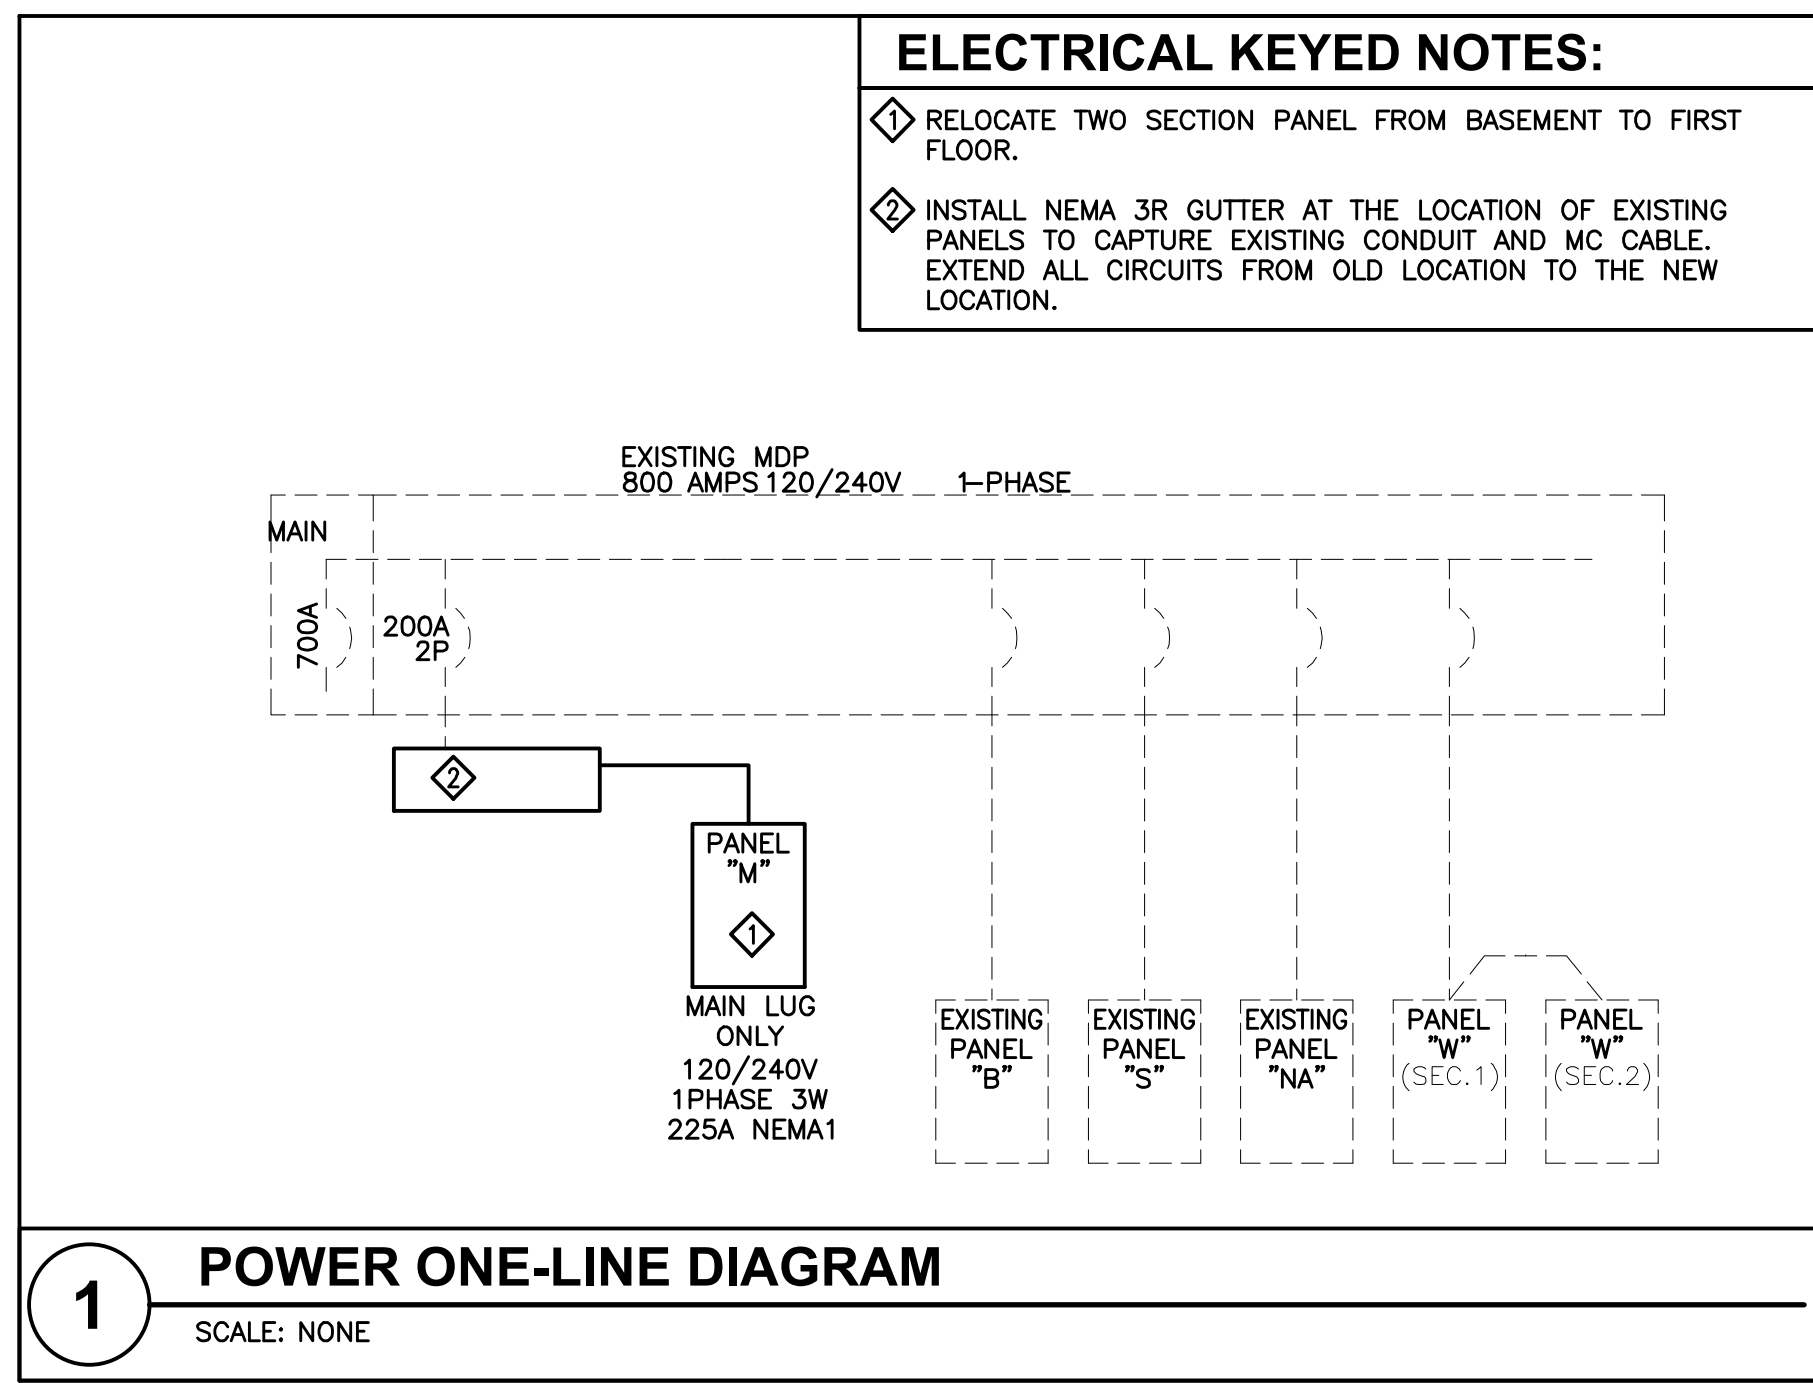 ELECTRICAL KEYED NOTES:
1 RELOCATE TWO SECTION PANEL FROM BASEMENT TO FIRST
FLOOR.
2 INSTALL NEMA 3R GUTTER AT THE LOCATION OF EXISTING
PANELS TO CAPTURE EXISTING CONDUIT AND MC CABLE.
EXTEND ALL CIRCUITS FROM OLD LOCATION TO THE NEW
LOCATION.
EXISTING MDP
800 AMPS 120/240V 1-PHASE
MAIN
700A
200A
2P
2
PANEL
"M"
1
MAIN LUG
ONLY
120/240V
1PHASE 3W
225A NEMA1
EXISTING
PANEL
"B"
EXISTING
PANEL
"S"
EXISTING
PANEL
"NA"
PANEL
"W"
(SEC.1)
PANEL
"W"
(SEC.2)
1
POWER ONE-LINE DIAGRAM
SCALE: NONE